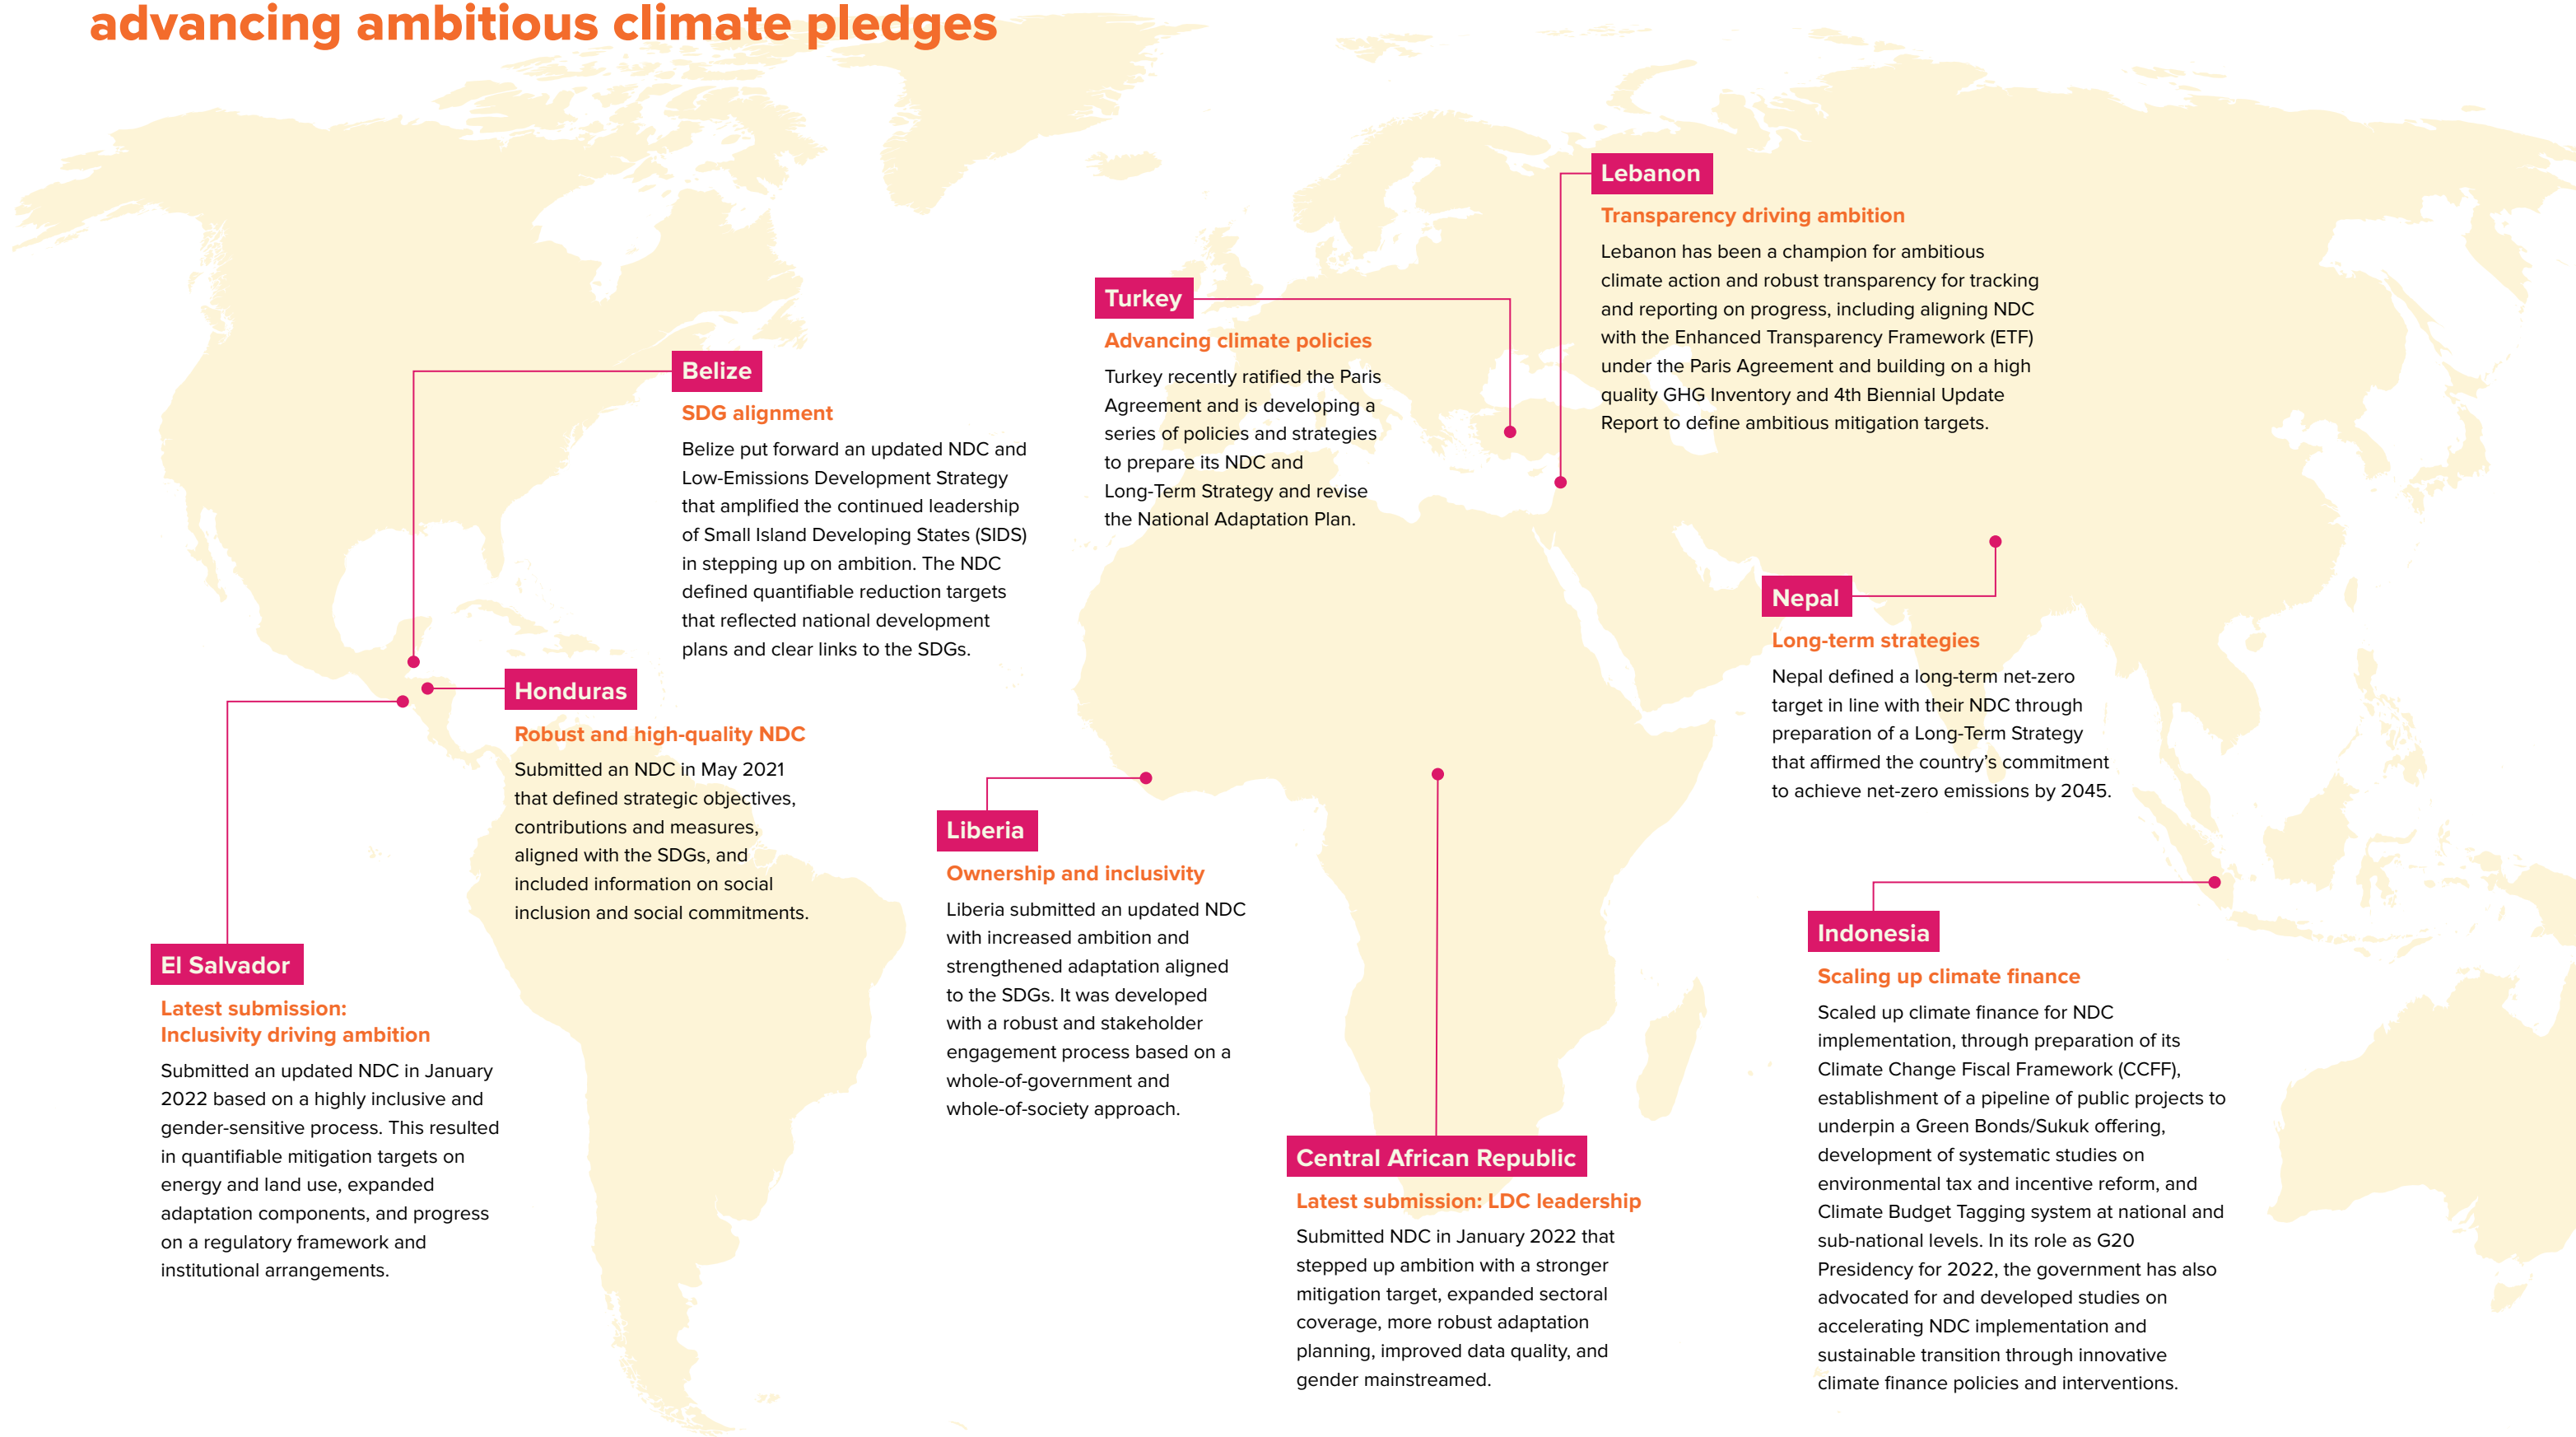 advancing ambitious climate pledges
Lebanon
Transparency driving ambition
Lebanon has been a champion for ambitious
climate action and robust transparency for tracking
and reporting on progress, including aligning NDC
with the Enhanced Transparency Framework (ETF)
under the Paris Agreement and building on a high
quality GHG Inventory and 4th Biennial Update
Report to define ambitious mitigation targets.
Turkey
Advancing climate policies
Turkey recently ratified the Paris
Agreement and is developing a
series of policies and strategies
to prepare its NDC and
Long-Term Strategy and revise
the National Adaptation Plan.
Belize
SDG alignment
Belize put forward an updated NDC and
Low-Emissions Development Strategy
that amplified the continued leadership
of Small Island Developing States (SIDS)
in stepping up on ambition. The NDC
defined quantifiable reduction targets
that reflected national development
plans and clear links to the SDGs.
Nepal
Long-term strategies
Nepal defined a long-term net-zero
target in line with their NDC through
preparation of a Long-Term Strategy
that affirmed the country's commitment
to achieve net-zero emissions by 2045.
Honduras
Robust and high-quality NDC
Submitted an NDC in May 2021
that defined strategic objectives,
contributions and measures,
aligned with the SDGs, and
included information on social
inclusion and social commitments.
Liberia
Ownership and inclusivity
Liberia submitted an updated NDC
with increased ambition and
strengthened adaptation aligned
to the SDGs. It was developed
with a robust and stakeholder
engagement process based on a
whole-of-government and
whole-of-society approach.
El Salvador
Latest submission:
Inclusivity driving ambition
Submitted an updated NDC in January
2022 based on a highly inclusive and
gender-sensitive process. This resulted
in quantifiable mitigation targets on
energy and land use, expanded
adaptation components, and progress
on a regulatory framework and
institutional arrangements.
Central African Republic
Latest submission: LDC leadership
Submitted NDC in January 2022 that
stepped up ambition with a stronger
mitigation target, expanded sectoral
coverage, more robust adaptation
planning, improved data quality, and
gender mainstreamed.
Indonesia
Scaling up climate finance
Scaled up climate finance for NDC
implementation, through preparation of its
Climate Change Fiscal Framework (CCFF),
establishment of a pipeline of public projects to
underpin a Green Bonds/Sukuk offering,
development of systematic studies on
environmental tax and incentive reform, and
Climate Budget Tagging system at national and
sub-national levels. In its role as G20
Presidency for 2022, the government has also
advocated for and developed studies on
accelerating NDC implementation and
sustainable transition through innovative
climate finance policies and interventions.